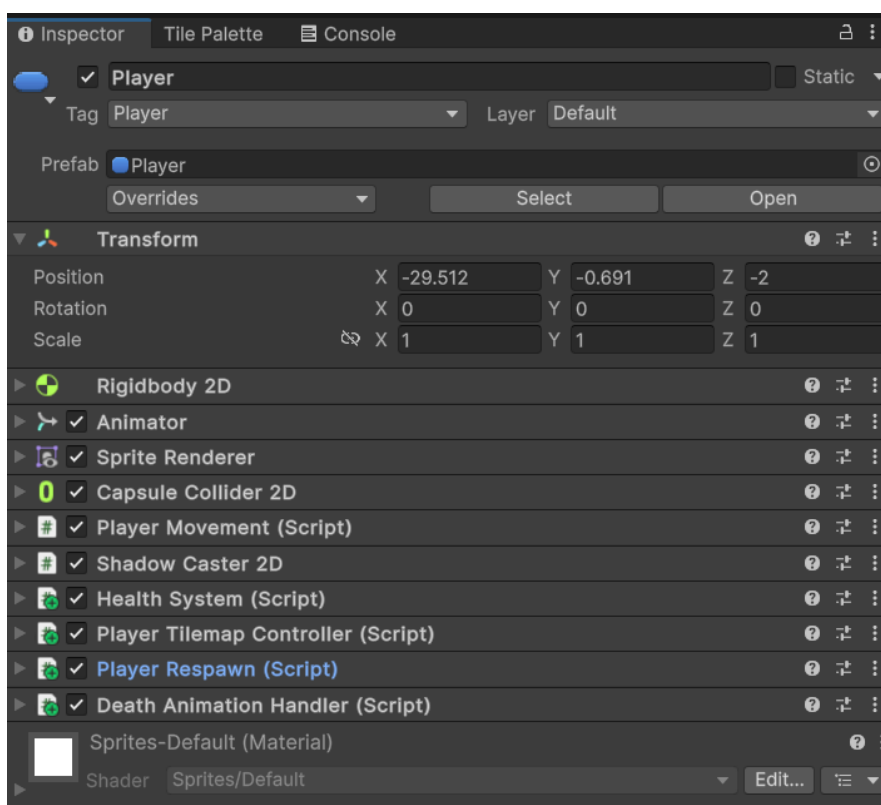 Inspector Tile Palette Console
Player Static
Tag Player Layer Default
Prefab Player
Overrides Select Open
Transform
Position X -29.512 Y -0.691 Z -2
Rotation X 0 Y 0 Z 0
Scale X 1 Y 1 Z 1
Rigidbody 2D
Animator
Sprite Renderer
Capsule Collider 2D
# Player Movement (Script)
# Shadow Caster 2D
Health System (Script)
Player Tilemap Controller (Script)
Player Respawn (Script)
Death Animation Handler (Script)
Sprites-Default (Material)
Shader Sprites/Default Edit...